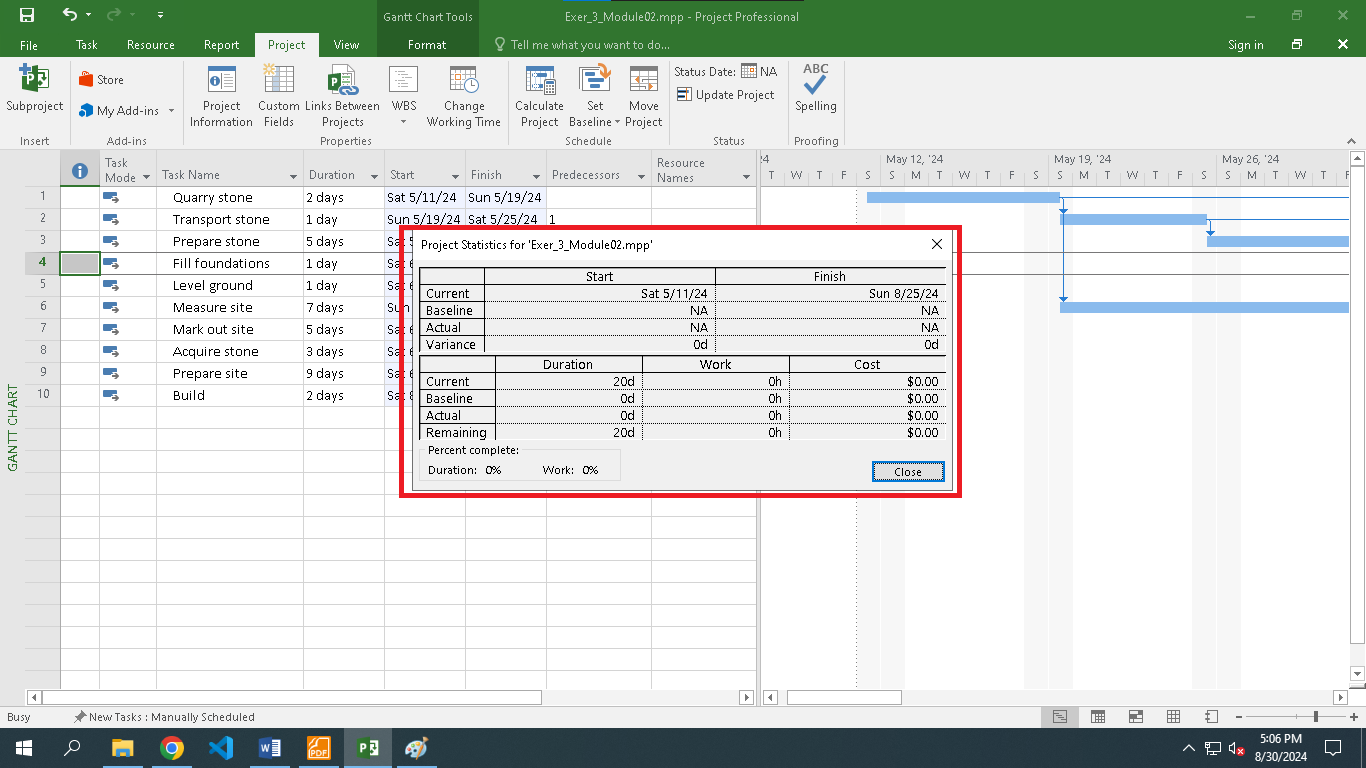 Gantt Chart Tools
Exer_3_Module02.mpp - Project Professional
File Task Resource Report Project View Format Tell me what you want to do... Sign in
Subproject
Insert
Store
My Add-ins
Add-ins
Project Information
Custom Fields
Links Between Projects
WBS
Change Working Time
Properties
Calculate Project
Set Baseline
Move Project
Schedule
Status Date: NA
Update Project
Status
ABC
Spelling
Proofing
Task Mode Task Name Duration Start Finish Predecessors Resource Names
1 Quarry stone 2 days Sat 5/11/24 Sun 5/19/24
2 Transport stone 1 day Sun 5/19/24 Sat 5/25/24 1
3 Prepare stone 5 days
4 Fill foundations 1 day
5 Level ground 1 day
6 Measure site 7 days
7 Mark out site 5 days
8 Acquire stone 3 days
9 Prepare site 9 days
10 Build 2 days
'24 May 12, '24 May 19, '24 May 26, '24
T W T F S S M T W T F S S M T W T F S S M T W T F
GANTT CHART
Project Statistics for 'Exer_3_Module02.mpp'
Start Finish
Current Sat 5/11/24 Sun 8/25/24
Baseline NA NA
Actual NA NA
Variance 0d 0d
Duration Work Cost
Current 20d 0h $0.00
Baseline 0d 0h $0.00
Actual 0d 0h $0.00
Remaining 20d 0h $0.00
Percent complete:
Duration: 0% Work: 0%
Close
Busy New Tasks : Manually Scheduled
5:06 PM
8/30/2024